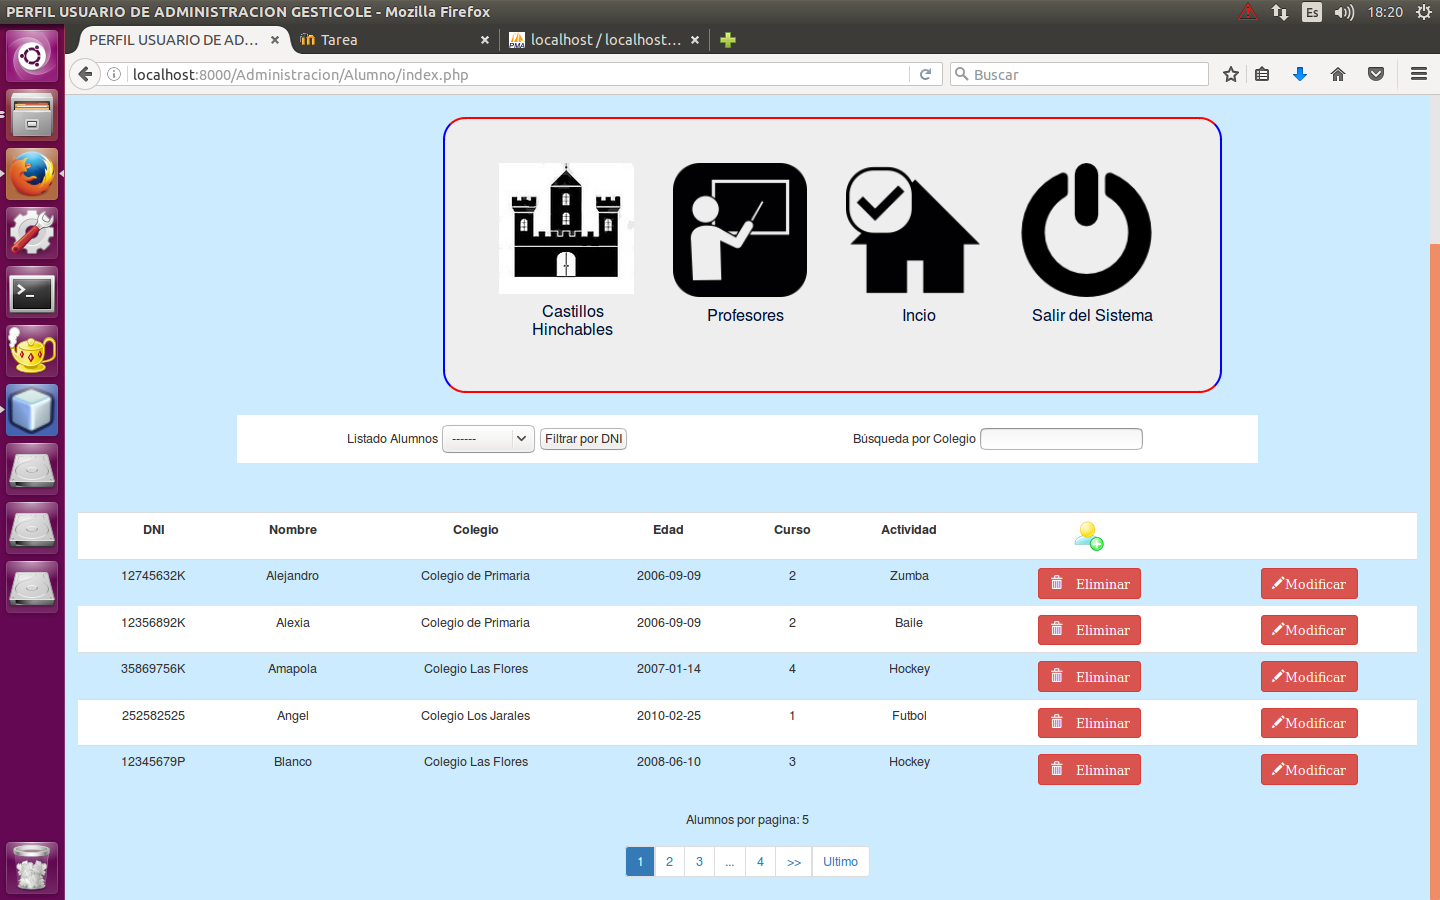 PERFIL USUARIO DE ADMINISTRACION GESTICOLE - Mozilla Firefox
Es
18:20
PERFIL USUARIO DE AD...
Tarea
PMA
localhost / localhost...
localhost:8000/Administracion/Alumno/index.php
Buscar
Castillos
Hinchables
Profesores
Incio
Salir del Sistema
Listado Alumnos ------ Filtrar por DNI
Búsqueda por Colegio
DNI Nombre Colegio Edad Curso Actividad
12745632K Alejandro Colegio de Primaria 2006-09-09 2 Zumba Eliminar Modificar
12356892K Alexia Colegio de Primaria 2006-09-09 2 Baile Eliminar Modificar
35869756K Amapola Colegio Las Flores 2007-01-14 4 Hockey Eliminar Modificar
252582525 Angel Colegio Los Jarales 2010-02-25 1 Futbol Eliminar Modificar
12345679P Blanco Colegio Las Flores 2008-06-10 3 Hockey Eliminar Modificar
Alumnos por pagina: 5
1 2 3 ... 4 >> Ultimo